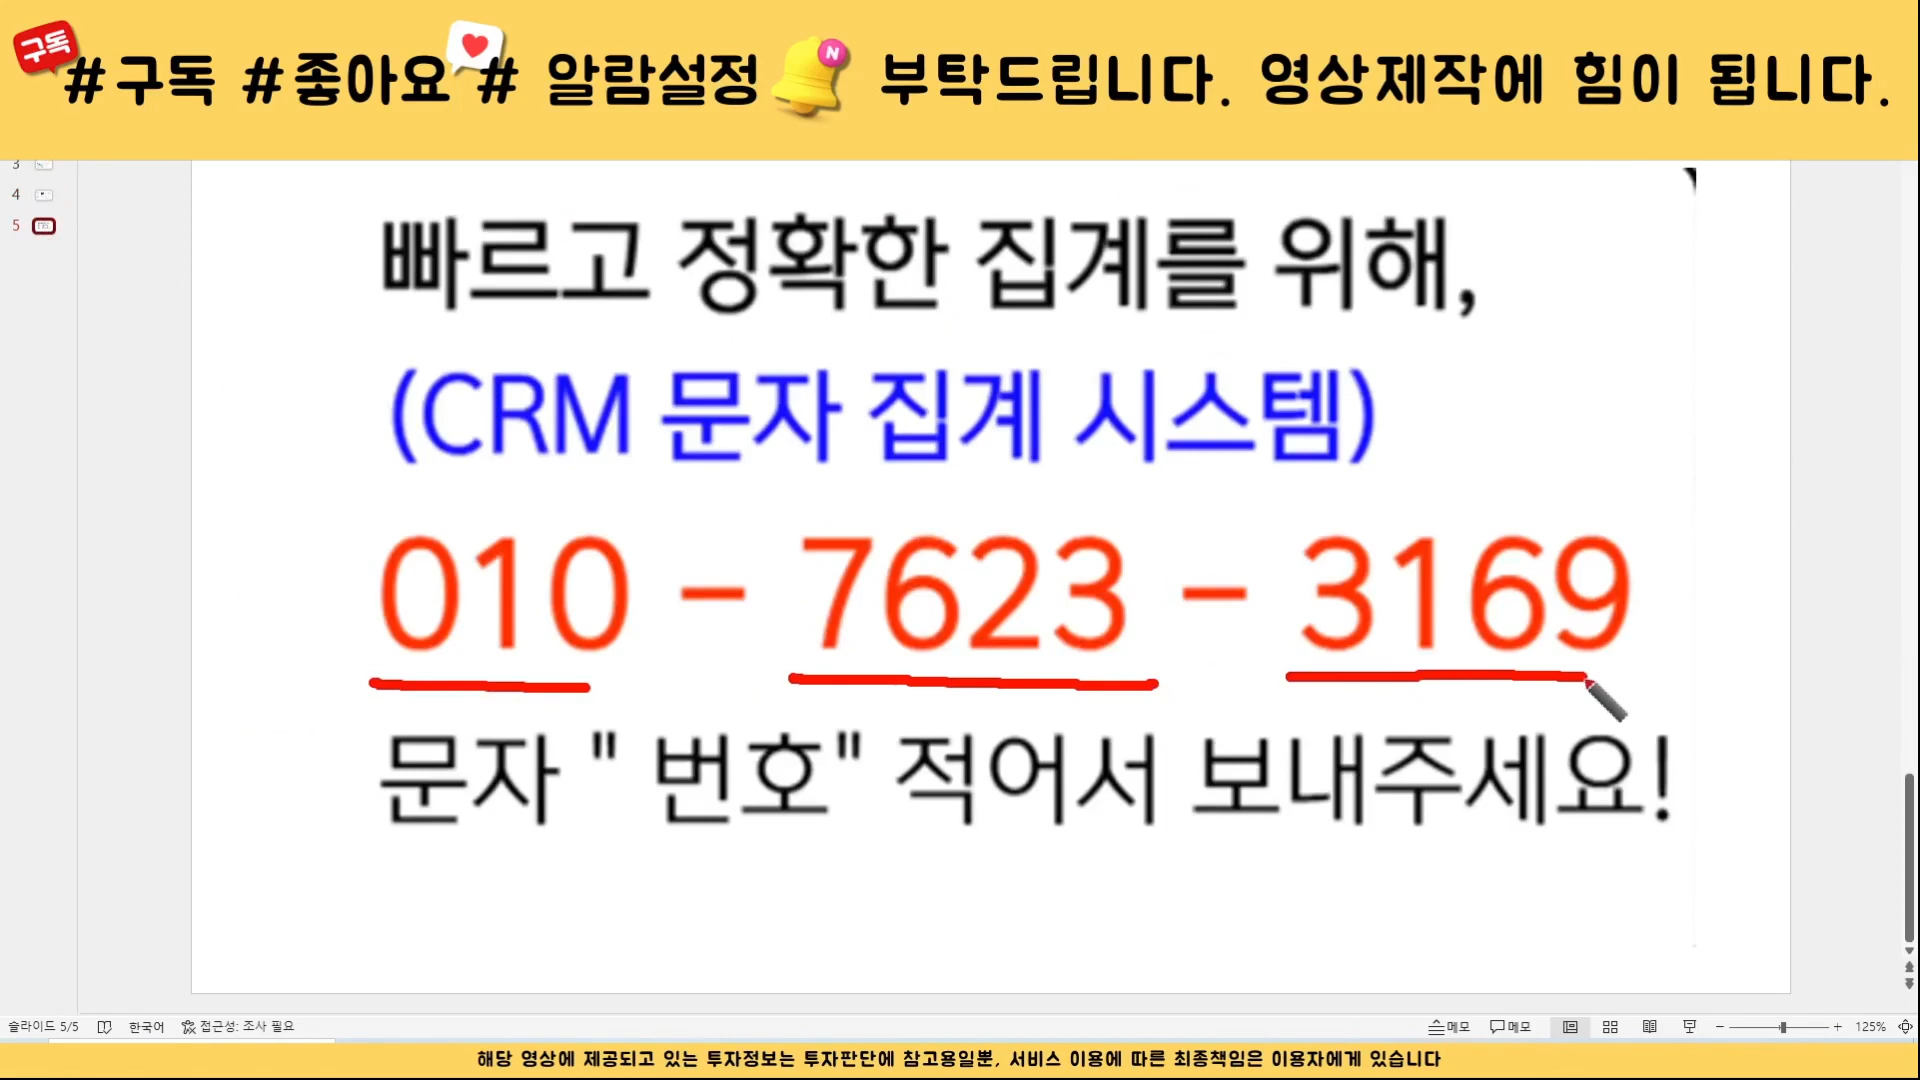 구독
#구독 #좋아요 # 알람설정 N 부탁드립니다. 영상제작에 힘이 됩니다.
3
4
5
빠르고 정확한 집계를 위해,
(CRM 문자 집계 시스템)
010 - 7623 - 3169
문자 " 번호" 적어서 보내주세요!
슬라이드 5/5 한국어 접근성: 조사 필요 메모 메모 125%
해당 영상에 제공되고 있는 투자정보는 투자판단에 참고용일뿐, 서비스 이용에 따른 최종책임은 이용자에게 있습니다